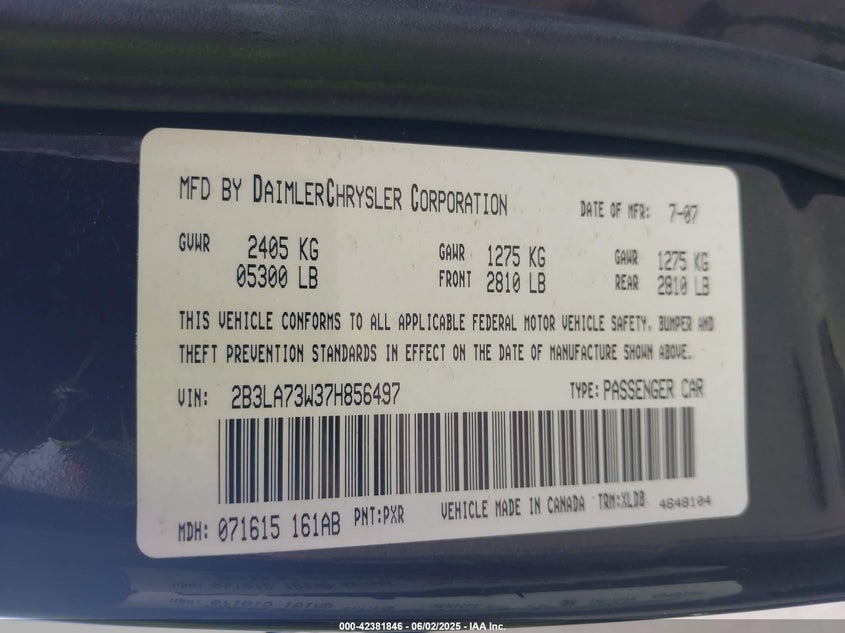 MFD BY DAIMLERCHRYSLER CORPORATION DATE OF MFR: 7-07
GVWR 2405 KG GAWR 1275 KG GAWR 1275 KG
05300 LB FRONT 2810 LB REAR 2810 LB
THIS VEHICLE CONFORMS TO ALL APPLICABLE FEDERAL MOTOR VEHICLE SAFETY, BUMPER AND
THEFT PREVENTION STANDARDS IN EFFECT ON THE DATE OF MANUFACTURE SHOWN ABOVE.
VIN: 2B3LA73W37H856497 TYPE: PASSENGER CAR
MDH: 071615 161AB PNT:PXR VEHICLE MADE IN CANADA TRM:XLDB 4648104
000-42381846 - 06/02/2025 - IAA Inc.